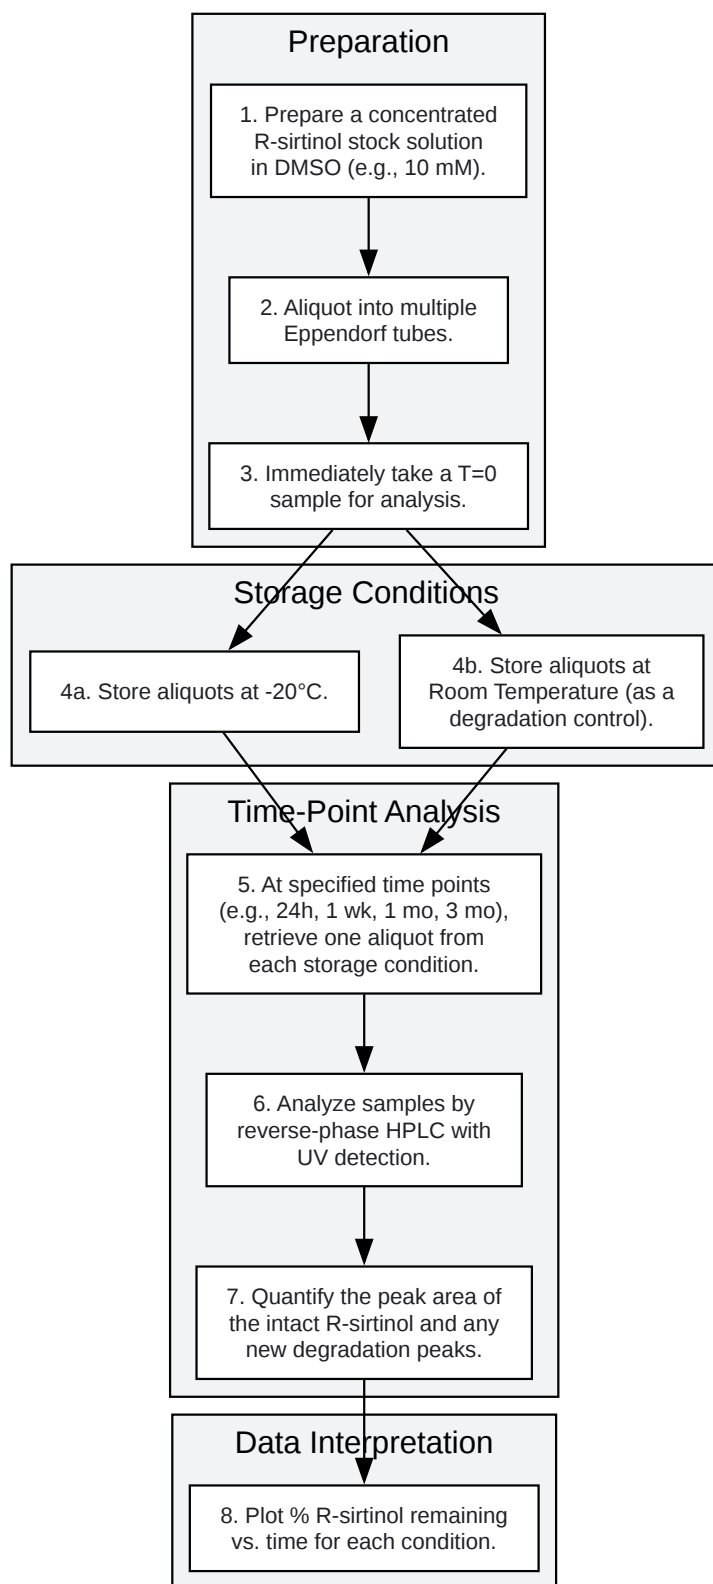 Preparation
1. Prepare a concentrated
R-sirtinol stock solution
in DMSO (e.g., 10 mM).
2. Aliquot into multiple
Eppendorf tubes.
3. Immediately take a T=0
sample for analysis.
Storage Conditions
4a. Store aliquots at -20°C.
4b. Store aliquots at
Room Temperature (as a
degradation control).
Time-Point Analysis
5. At specified time points
(e.g., 24h, 1 wk, 1 mo, 3 mo),
retrieve one aliquot from
each storage condition.
6. Analyze samples by
reverse-phase HPLC with
UV detection.
7. Quantify the peak area of
the intact R-sirtinol and any
new degradation peaks.
Data Interpretation
8. Plot % R-sirtinol remaining
vs. time for each condition.